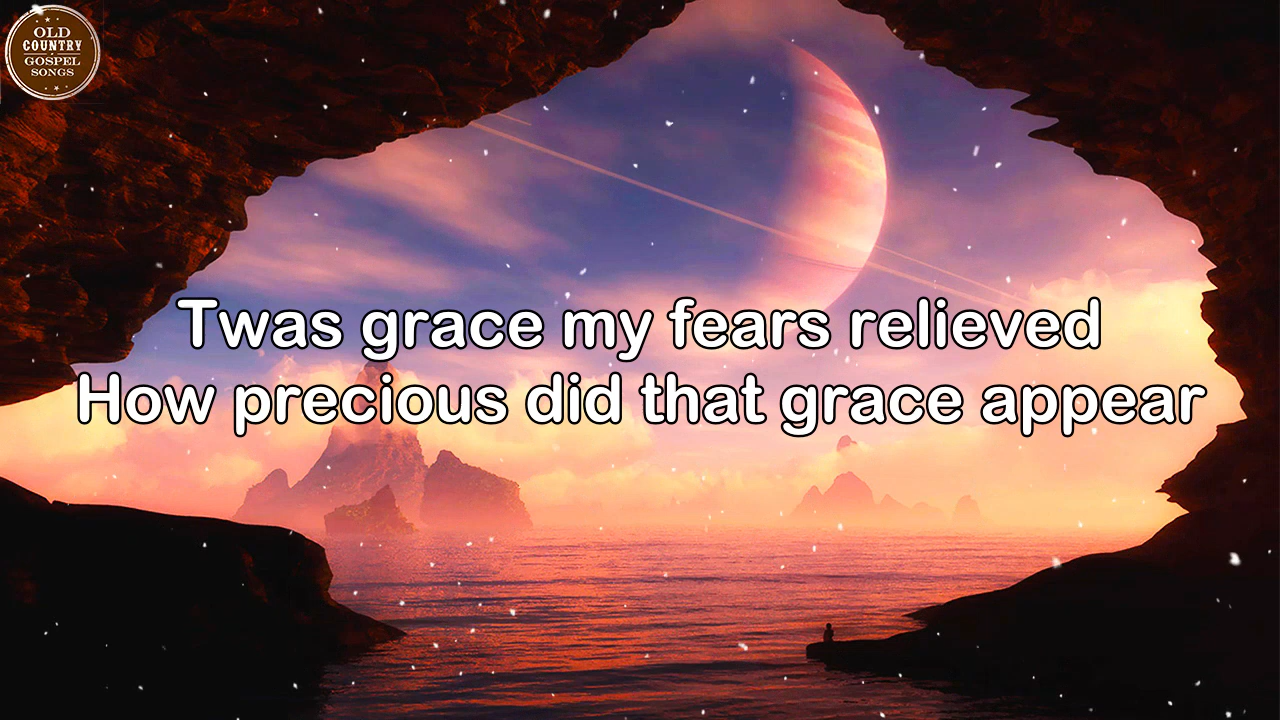 OLD
COUNTRY
GOSPEL
SONGS
Twas grace my fears relieved
How precious did that grace appear